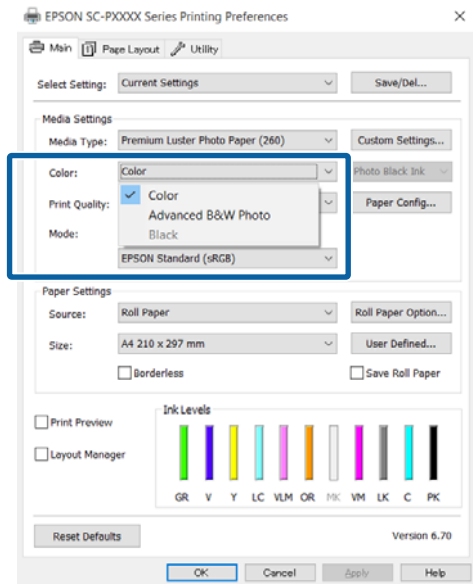 EPSON SC-PXXXX Series Printing Preferences
Main Page Layout Utility
Select Setting: Current Settings Save/Del...
Media Settings
Media Type: Premium Luster Photo Paper (260) Custom Settings...
Color: Color Photo Black Ink
Color
Print Quality: Paper Config...
Advanced B&W Photo
Mode: Black
EPSON Standard (sRGB)
Paper Settings
Source: Roll Paper Roll Paper Option...
Size: A4 210 x 297 mm User Defined...
Borderless Save Roll Paper
Ink Levels
Print Preview
Layout Manager
GR V Y LC VLM OR MK VM LK C PK
Reset Defaults Version 6.70
OK Cancel Apply Help